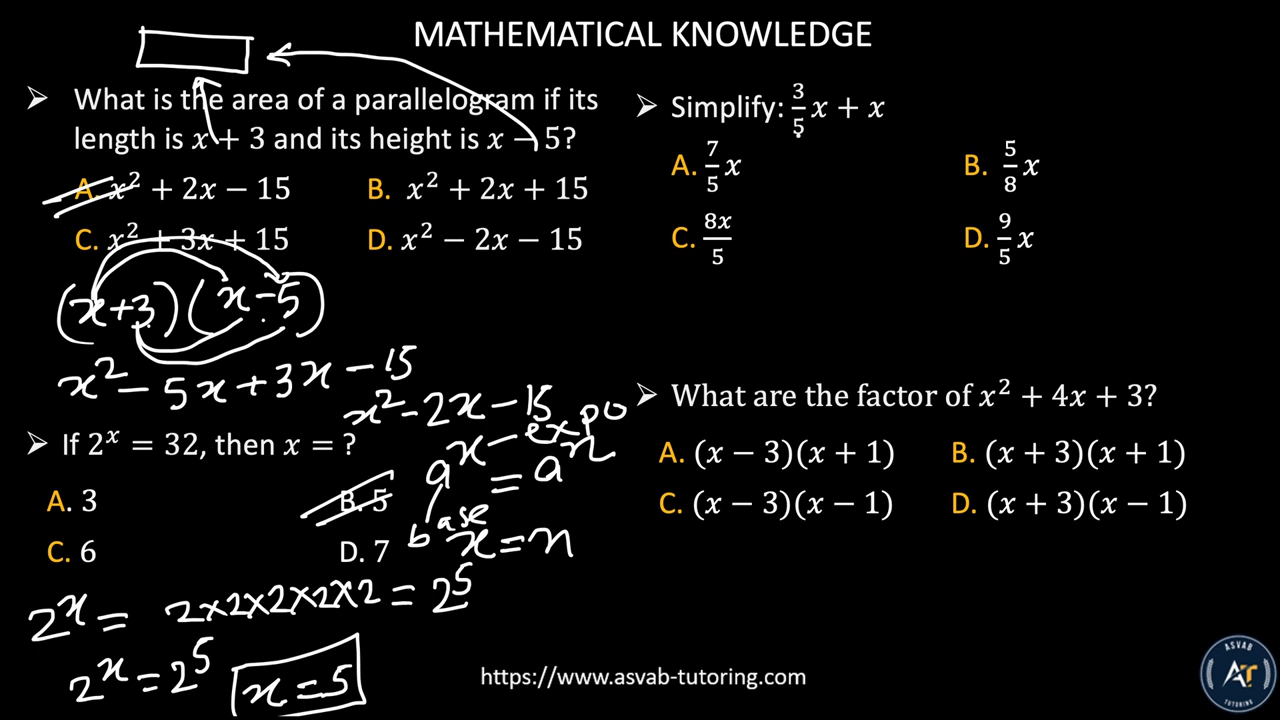 MATHEMATICAL KNOWLEDGE
➢ What is the area of a parallelogram if its
length is x + 3 and its height is x − 5?
A. x² + 2x − 15
B. x² + 2x + 15
C. x² + 3x + 15
D. x² − 2x − 15
(x+3)(x-5)
x² - 5x + 3x - 15
x² - 2x - 15
➢ If 2ˣ = 32, then x = ?
A. 3
B. 5
C. 6
D. 7
expo
aˣ = aⁿ
base
x = n
2ˣ = 2×2×2×2×2 = 2⁵
2ˣ = 2⁵
x = 5
➢ Simplify: 3/5 x + x
A. 7/5 x
B. 5/8 x
C. 8x/5
D. 9/5 x
➢ What are the factor of x² + 4x + 3?
A. (x − 3)(x + 1)
B. (x + 3)(x + 1)
C. (x − 3)(x − 1)
D. (x + 3)(x − 1)
https://www.asvab-tutoring.com
ASVAB
AT
TUTORING